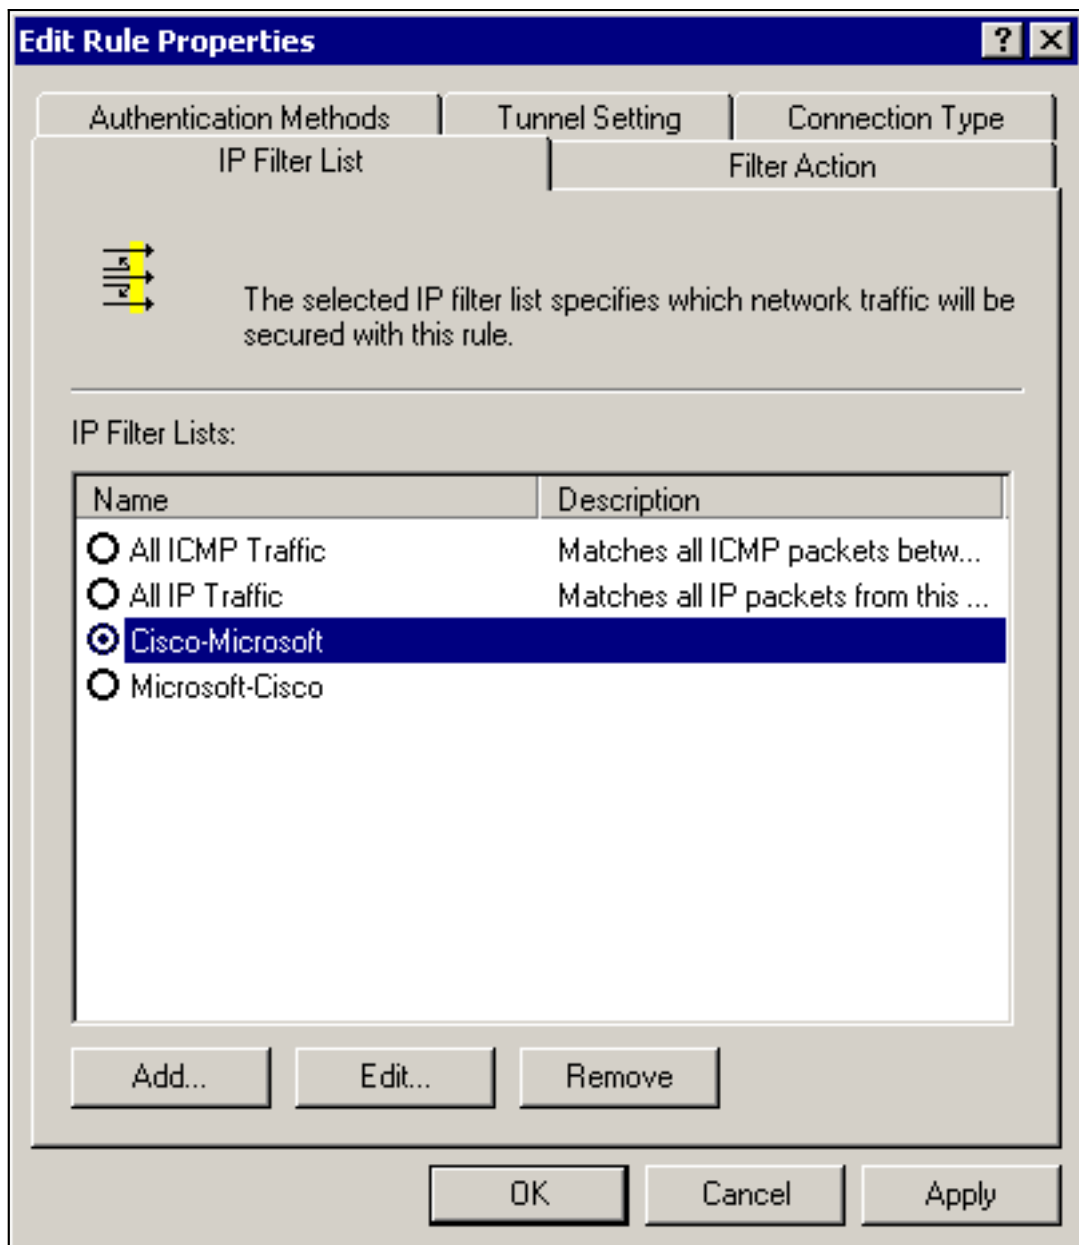 Edit Rule Properties
Authentication Methods Tunnel Setting Connection Type
IP Filter List Filter Action
The selected IP filter list specifies which network traffic will be
secured with this rule.
IP Filter Lists:
Name Description
All ICMP Traffic Matches all ICMP packets betw...
All IP Traffic Matches all IP packets from this ...
Cisco-Microsoft
Microsoft-Cisco
Add... Edit... Remove
OK Cancel Apply